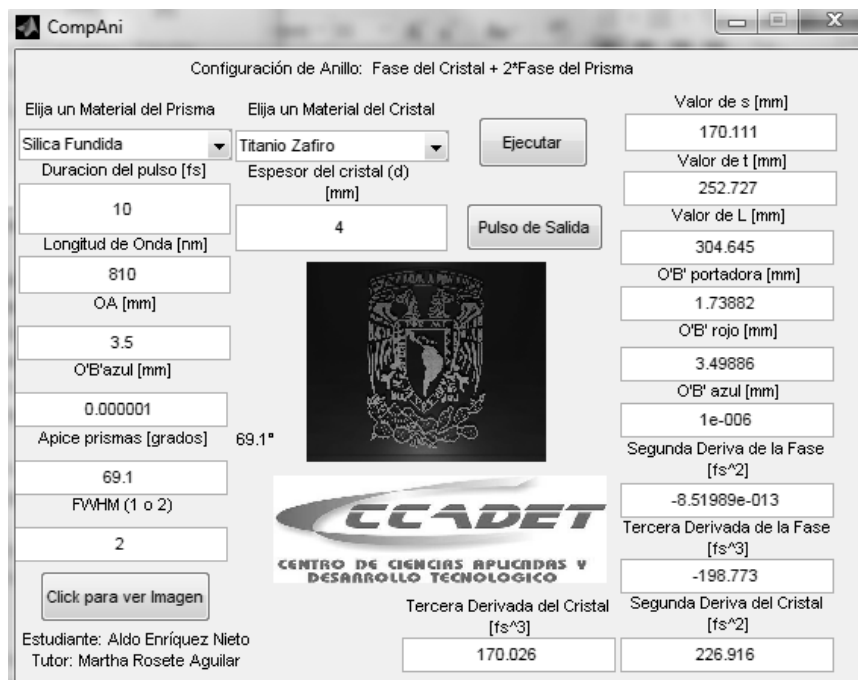 CompAni
Configuración de Anillo: Fase del Cristal + 2*Fase del Prisma
Elija un Material del Prisma
Silica Fundida
Duracion del pulso [fs]
10
Longitud de Onda [nm]
810
OA [mm]
3.5
O'B'azul [mm]
0.000001
Apice prismas [grados]
69.1°
69.1
FWHM (1 o 2)
2
Click para ver Imagen
Estudiante: Aldo Enríquez Nieto
Tutor: Martha Rosete Aguilar
Elija un Material del Cristal
Titanio Zafiro
Espesor del cristal (d)
[mm]
4
Ejecutar
Pulso de Salida
CCADET
CENTRO DE CIENCIAS APLICADAS Y
DESARROLLO TECNOLOGICO
Valor de s [mm]
170.111
Valor de t [mm]
252.727
Valor de L [mm]
304.645
O'B' portadora [mm]
1.73882
O'B' rojo [mm]
3.49886
O'B' azul [mm]
1e-006
Segunda Deriva de la Fase
[fs^2]
-8.51989e-013
Tercera Derivada de la Fase
[fs^3]
-198.773
Tercera Derivada del Cristal
[fs^3]
170.026
Segunda Deriva del Cristal
[fs^2]
226.916